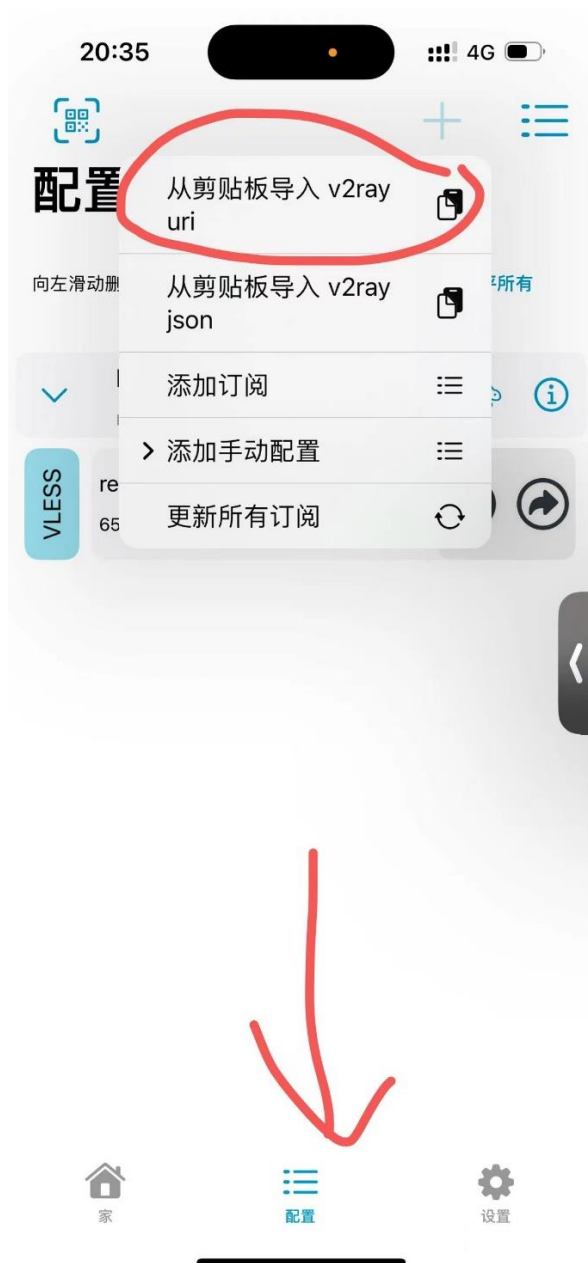 20:35
4G
配置
从剪贴板导入 v2ray
uri
从剪贴板导入 v2ray
json
向左滑动删
所有
添加订阅
添加手动配置
更新所有订阅
VLESS
re
65
家
配置
设置